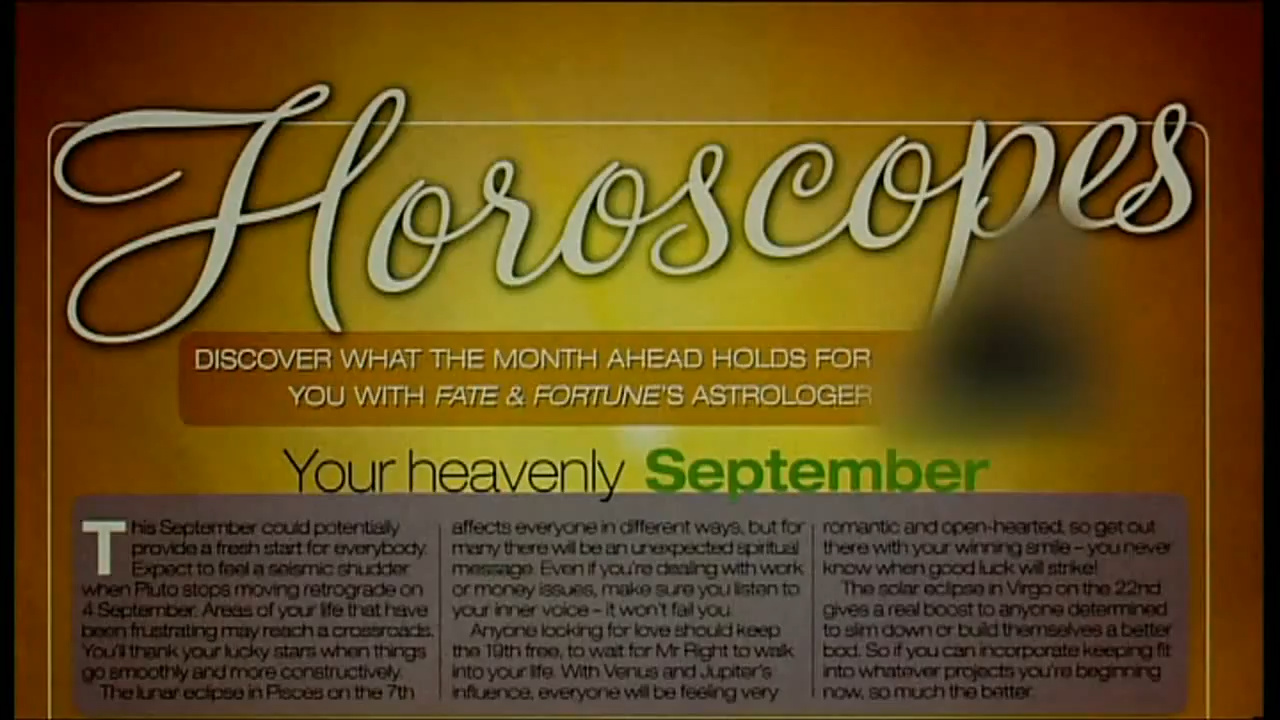 Horoscopes
DISCOVER WHAT THE MONTH AHEAD HOLDS FOR
YOU WITH FATE & FORTUNE'S ASTROLOGER
Your heavenly September
This September could potentially
provide a fresh start for everybody.
Expect to feel a seismic shudder
when Pluto stops moving retrograde on
4 September. Areas of your life that have
been frustrating may reach a crossroads.
You'll thank your lucky stars when things
go smoothly and more constructively.
The lunar eclipse in Pisces on the 7th
affects everyone in different ways, but for
many there will be an unexpected spiritual
message. Even if you're dealing with work
or money issues, make sure you listen to
your inner voice – it won't fail you.
Anyone looking for love should keep
the 19th free, to wait for Mr Right to walk
into your life. With Venus and Jupiter's
influence, everyone will be feeling very
romantic and open-hearted, so get out
there with your winning smile – you never
know when good luck will strike!
The solar eclipse in Virgo on the 22nd
gives a real boost to anyone determined
to slim down or build themselves a better
bod. So if you can incorporate keeping fit
into whatever projects you're beginning
now, so much the better.